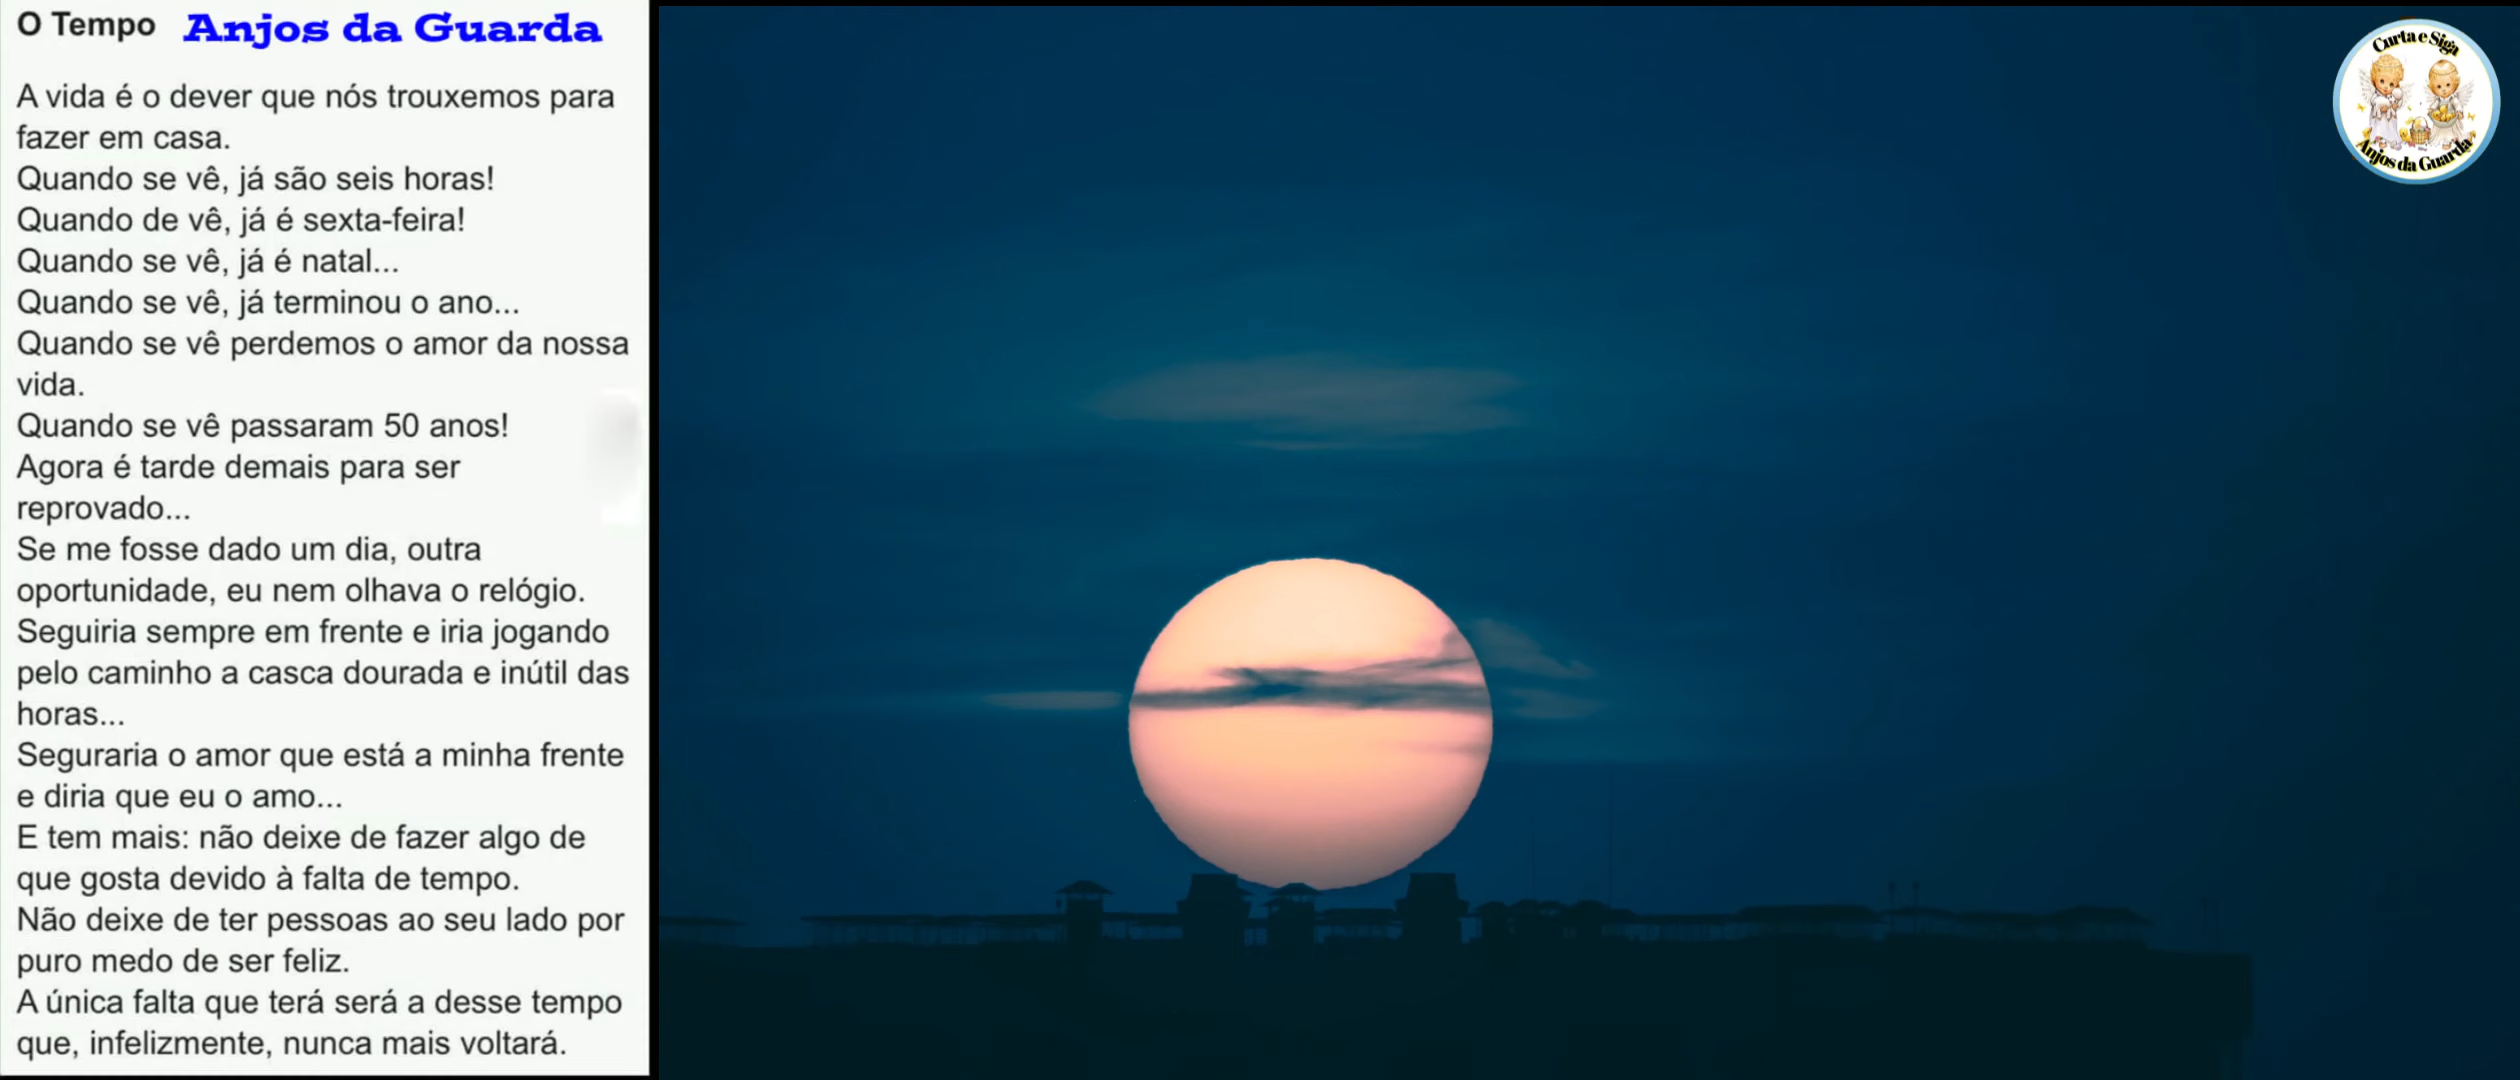 O Tempo Anjos da Guarda
A vida é o dever que nós trouxemos para
fazer em casa.
Quando se vê, já são seis horas!
Quando de vê, já é sexta-feira!
Quando se vê, já é natal...
Quando se vê, já terminou o ano...
Quando se vê perdemos o amor da nossa
vida.
Quando se vê passaram 50 anos!
Agora é tarde demais para ser
reprovado...
Se me fosse dado um dia, outra
oportunidade, eu nem olhava o relógio.
Seguiria sempre em frente e iria jogando
pelo caminho a casca dourada e inútil das
horas...
Seguraria o amor que está a minha frente
e diria que eu o amo...
E tem mais: não deixe de fazer algo de
que gosta devido à falta de tempo.
Não deixe de ter pessoas ao seu lado por
puro medo de ser feliz.
A única falta que terá será a desse tempo
que, infelizmente, nunca mais voltará.
Curta e Siga
Anjos da Guarda